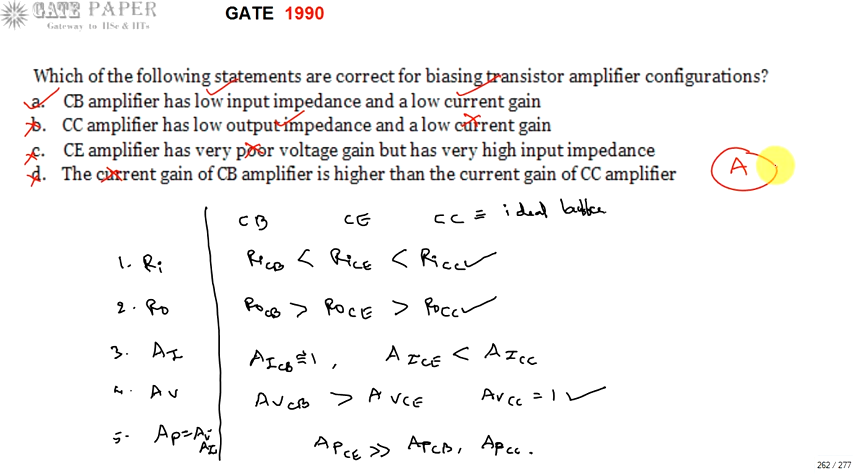 GATE PAPER
Gateway to IISc & IITs
GATE 1990
Which of the following statements are correct for biasing transistor amplifier configurations?
a. CB amplifier has low input impedance and a low current gain
b. CC amplifier has low output impedance and a low current gain
c. CE amplifier has very poor voltage gain but has very high input impedance
d. The current gain of CB amplifier is higher than the current gain of CC amplifier
A
CB CE CC ≡ ideal buffer
1. Ri RiCB < RiCE < RiCC
2. Ro RoCB > RoCE > RoCC
3. AI AICB ≅ 1, AICE < AICC
4. AV AVCB > AVCE AVCC = 1
5. AP = AV AI APCE >> APCB, APCC.
262 / 277